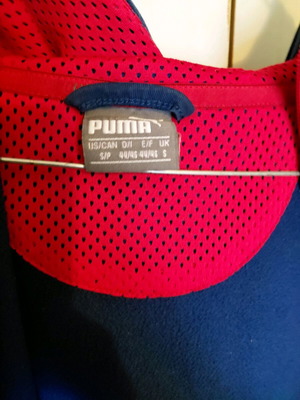 PUMA
US/CAN D/I E/F UK
S/P 44/46 44/46 S